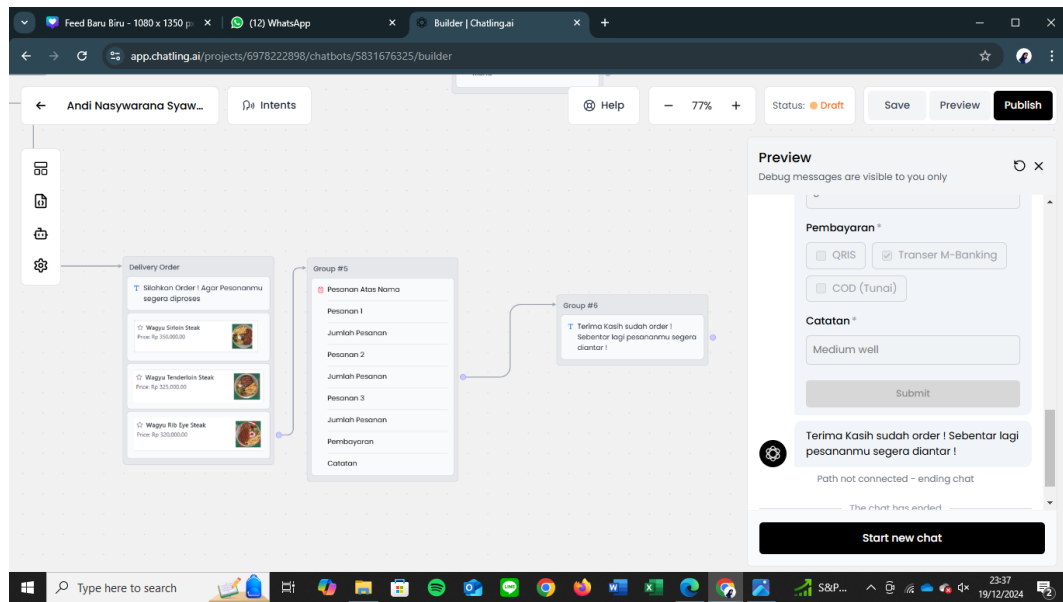 Feed Baru Biru - 1080 x 1350 p
(12) WhatsApp
Builder | Chatling.ai
app.chatling.ai/projects/6978222898/chatbots/5831676325/builder
Andi Nasywarana Syaw...
Intents
Help
77%
Status: Draft
Save
Preview
Publish
Delivery Order
Silahkan Order ! Agar Pesananmu
segera diproses
Wagyu Sirloin Steak
Price: Rp 350,000.00
Wagyu Tenderloin Steak
Price: Rp 325,000.00
Wagyu Rib Eye Steak
Price: Rp 320,000.00
Group #5
Pesanan Atas Nama
Pesanan 1
Jumlah Pesanan
Pesanan 2
Jumlah Pesanan
Pesanan 3
Jumlah Pesanan
Pembayaran
Catatan
Group #6
Terima Kasih sudah order !
Sebentar lagi pesananmu segera
diantar !
Preview
Debug messages are visible to you only
Pembayaran *
QRIS
Transer M-Banking
COD (Tunai)
Catatan *
Medium well
Submit
Terima Kasih sudah order ! Sebentar lagi
pesananmu segera diantar !
Path not connected - ending chat
The chat has ended
Start new chat
Type here to search
S&P...
23:37
19/12/2024